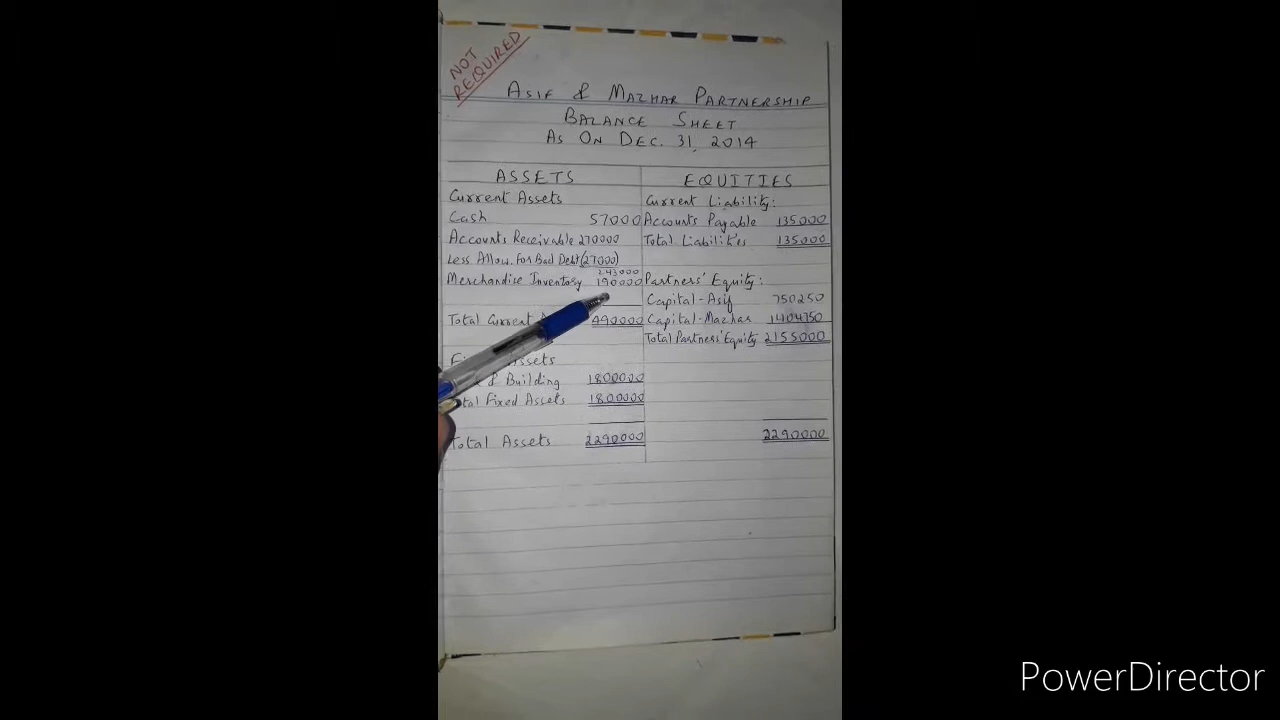 NOT
REQUIRED
ASIF & MAZHAR PARTNERSHIP
BALANCE SHEET
AS ON DEC. 31, 2014
ASSETS
Current Assets
Cash 57000
Accounts Receivable 270000
Less Allow. for Bad Debt (27000)
243000
Merchandice Inventory 190000
Total Current 490000
Assets
& Building 1800000
Fixed Assets 1800000
Total Assets 2290000
EQUITIES
Current Liability:
Accounts Payable 135000
Total Liabilities 135000
Partners' Equity:
Capital-Asif 750250
Capital-Mazhar 1404750
Total Partners' Equity 2155000
2290000
PowerDirector